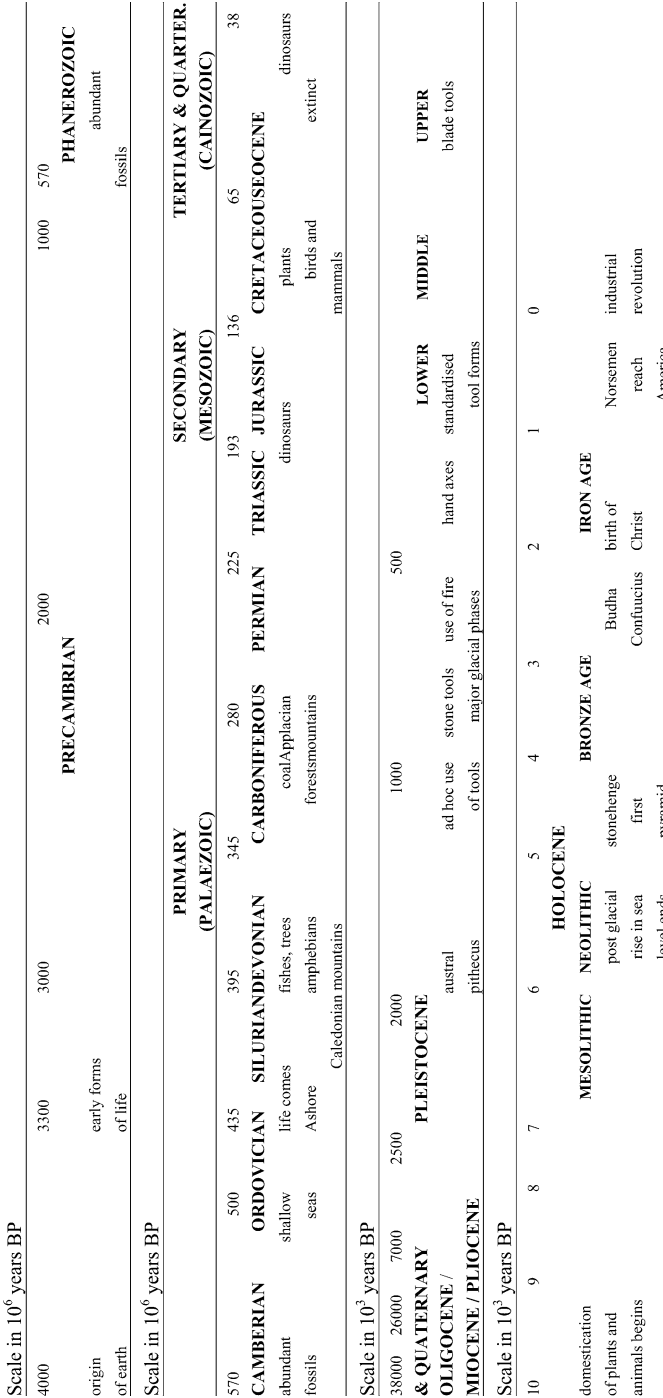 Scale in 10⁶ years BP
4000 3300 3000 2000 1000 570
PRECAMBRIAN PHANEROZOIC
origin early forms abundant
of earth of life fossils
Scale in 10⁶ years BP
PRIMARY SECONDARY TERTIARY & QUARTER.
(PALAEZOIC) (MESOZOIC) (CAINOZOIC)
570 500 435 395 345 280 225 193 136 65 38
CAMBERIAN ORDOVICIAN SILURIANDEVONIAN CARBONIFEROUS PERMIAN TRIASSIC JURASSIC CRETACEOUSEOCENE
abundant shallow life comes fishes, trees coalApplacian dinosaurs plants dinosaurs
fossils seas Ashore amphebians forestsmountains birds and extinct
Caledonian mountains mammals
Scale in 10³ years BP
38000 26000 7000 2500 2000 1000 500
& QUATERNARY PLEISTOCENE LOWER MIDDLE UPPER
OLIGOCENE / austral ad hoc use stone tools use of fire hand axes standardised blade tools
MIOCENE / PLIOCENE pithecus of tools major glacial phases tool forms
Scale in 10³ years BP
10 9 8 7 6 5 4 3 2 1 0
HOLOCENE
MESOLITHIC NEOLITHIC BRONZE AGE IRON AGE
domestication post glacial stonehenge Budha birth of Norsemen industrial
of plants and rise in sea first Confuucius Christ reach revolution
animals begins level ends pyramid America